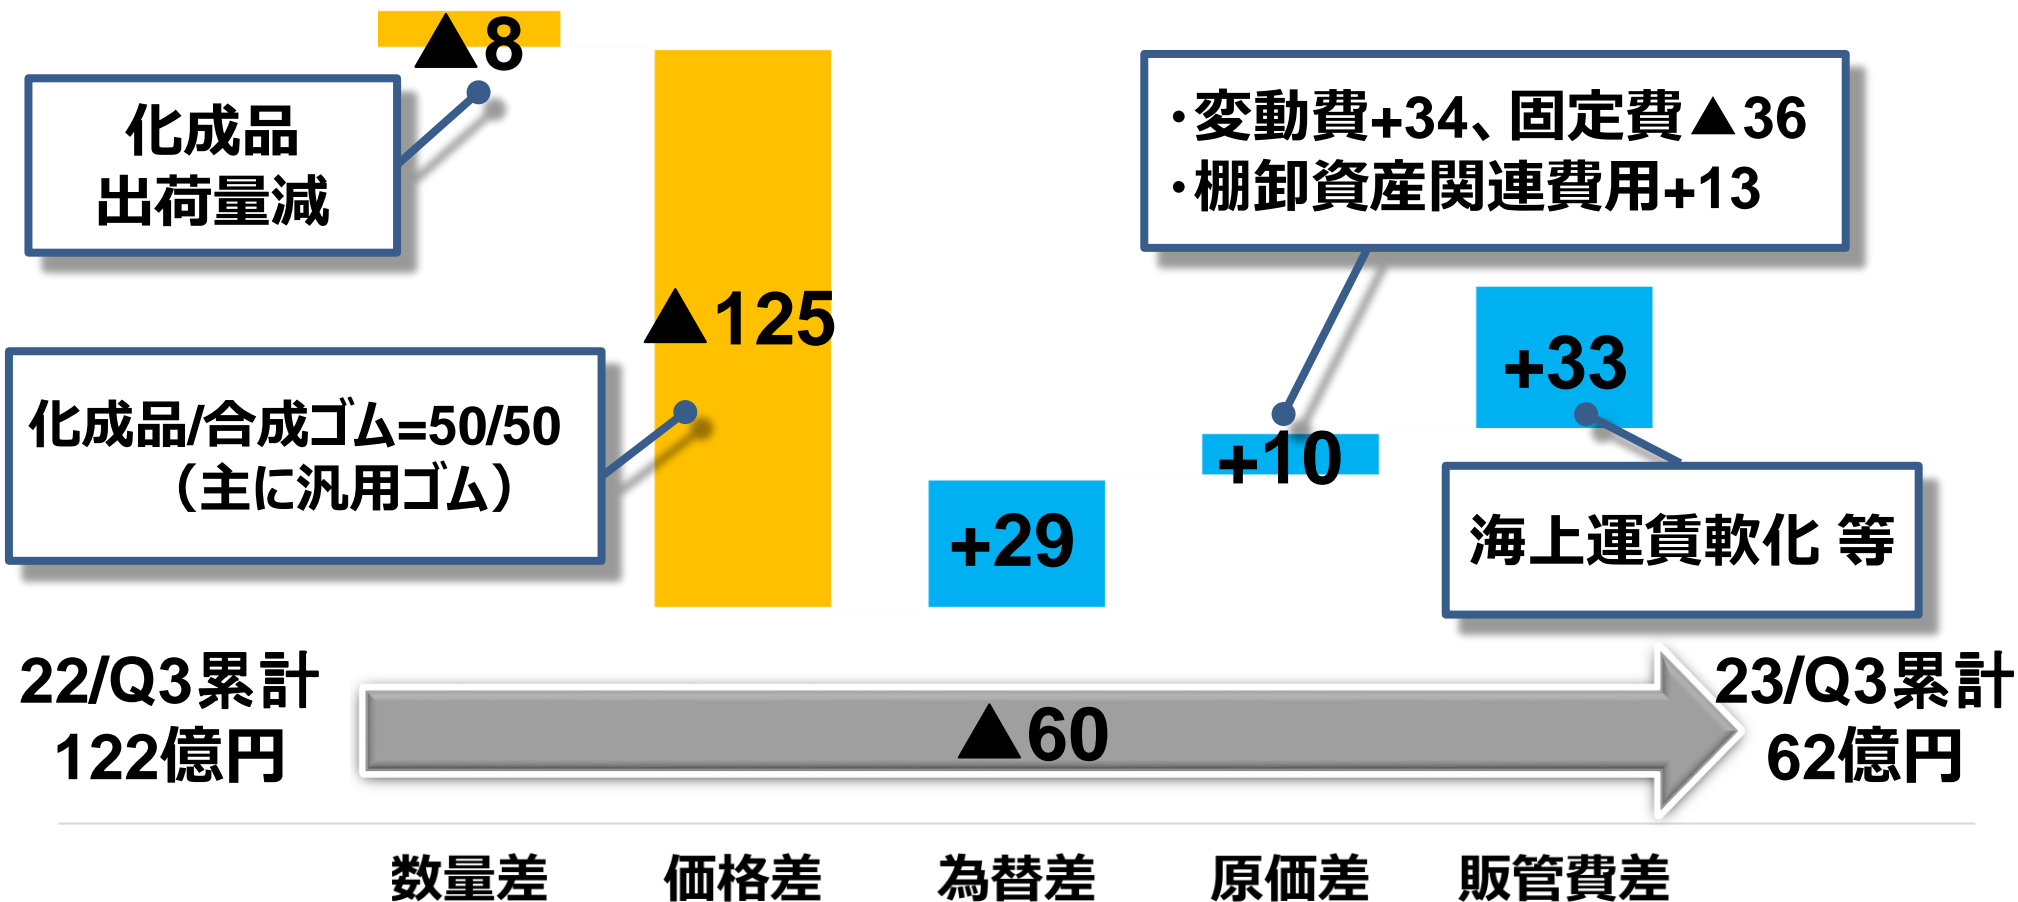 ▲8
化成品
出荷量減
▲125
化成品/合成ゴム=50/50
（主に汎用ゴム）
+29
・変動費+34、固定費▲36
・棚卸資産関連費用+13
+10
+33
海上運賃軟化 等
22/Q3累計
122億円
▲60
23/Q3累計
62億円
数量差
価格差
為替差
原価差
販管費差